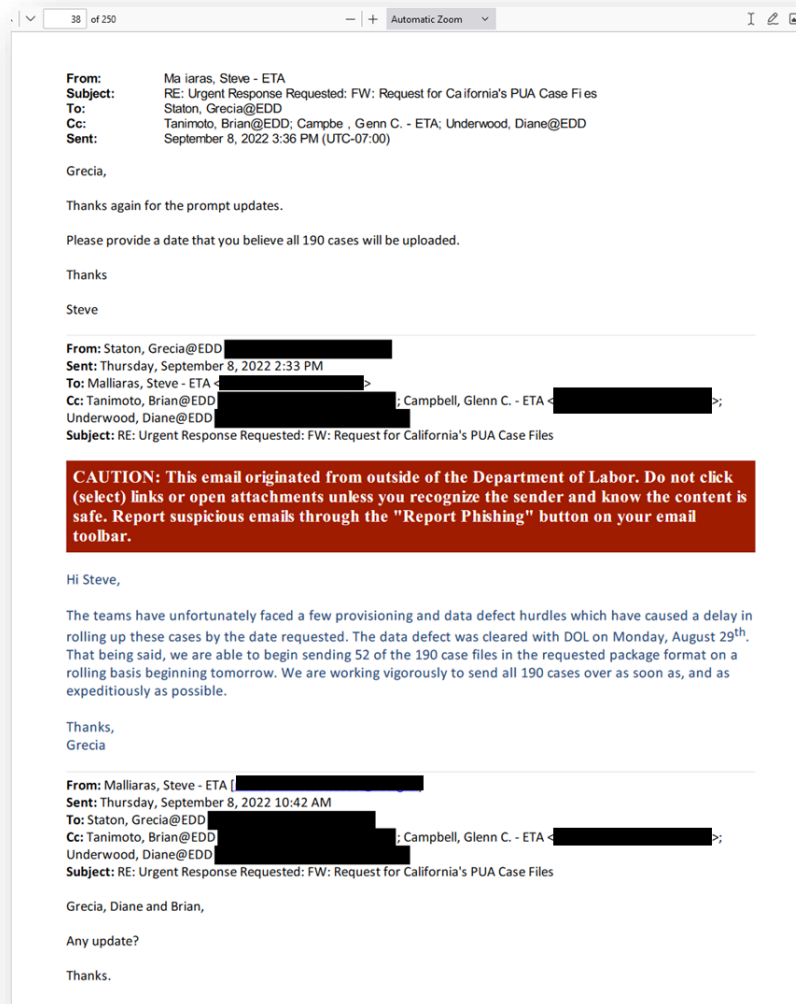 38 of 250
Automatic Zoom
From: Ma iaras, Steve - ETA
Subject: RE: Urgent Response Requested: FW: Request for Ca ifornia's PUA Case Fi es
To: Staton, Grecia@EDD
Cc: Tanimoto, Brian@EDD; Campbe , G enn C. - ETA; Underwood, Diane@EDD
Sent: September 8, 2022 3:36 PM (UTC-07:00)
Grecia,
Thanks again for the prompt updates.
Please provide a date that you believe all 190 cases will be uploaded.
Thanks
Steve
From: Staton, Grecia@EDD
Sent: Thursday, September 8, 2022 2:33 PM
To: Malliaras, Steve - ETA < >
Cc: Tanimoto, Brian@EDD ; Campbell, Glenn C. - ETA < >;
Underwood, Diane@EDD
Subject: RE: Urgent Response Requested: FW: Request for California's PUA Case Files
CAUTION: This email originated from outside of the Department of Labor. Do not click
(select) links or open attachments unless you recognize the sender and know the content is
safe. Report suspicious emails through the "Report Phishing" button on your email
toolbar.
Hi Steve,
The teams have unfortunately faced a few provisioning and data defect hurdles which have caused a delay in
rolling up these cases by the date requested. The data defect was cleared with DOL on Monday, August 29th.
That being said, we are able to begin sending 52 of the 190 case files in the requested package format on a
rolling basis beginning tomorrow. We are working vigorously to send all 190 cases over as soon as, and as
expeditiously as possible.
Thanks,
Grecia
From: Malliaras, Steve - ETA [
Sent: Thursday, September 8, 2022 10:42 AM
To: Staton, Grecia@EDD
Cc: Tanimoto, Brian@EDD ; Campbell, Glenn C. - ETA < >;
Underwood, Diane@EDD
Subject: RE: Urgent Response Requested: FW: Request for California's PUA Case Files
Grecia, Diane and Brian,
Any update?
Thanks.